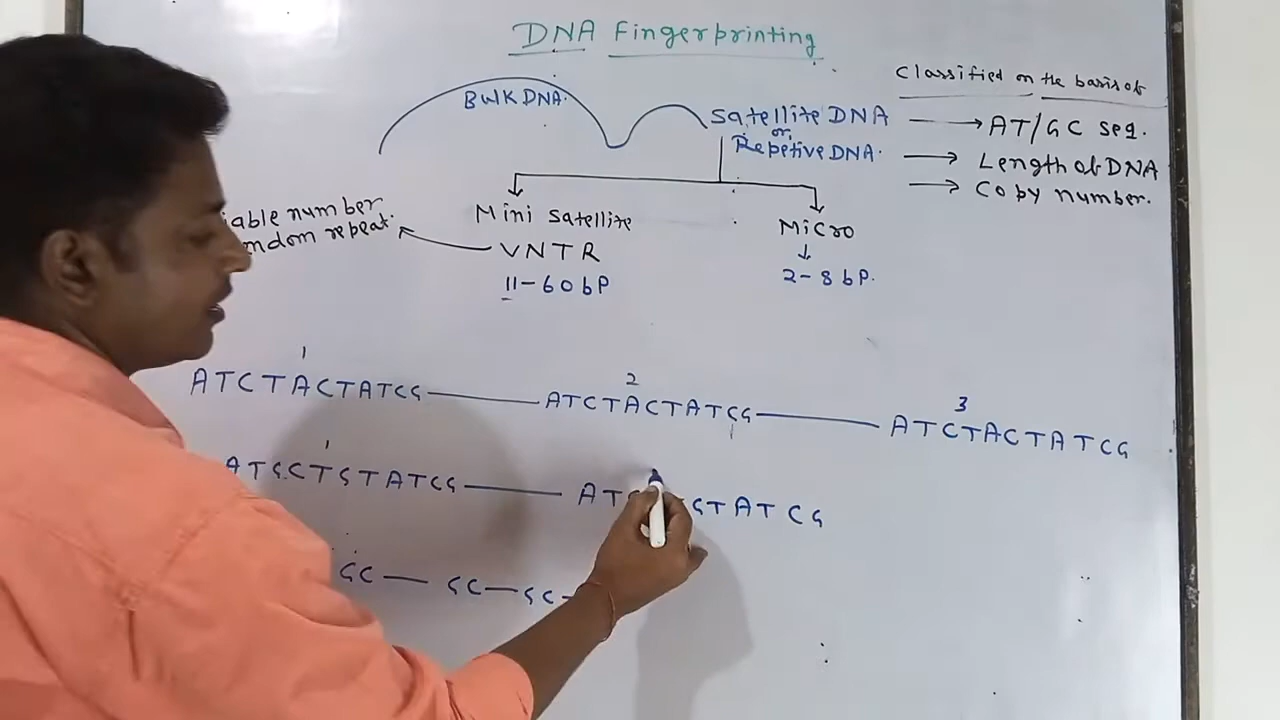 DNA Fingerprinting
Classified on the basis of
BulK DNA.
Satellite DNA
or
Repetive DNA.
AT/GC seq.
Length of DNA
Copy number.
iable number
ndom repeat.
Mini Satellite
VNTR
11-60 bP
Micro
2-8 bP.
1
ATCTACTATCG
2
ATCTACTATCG
3
ATCTACTATCG
1
ATGCTGTATCG
AT GTATCG
GC GC GC